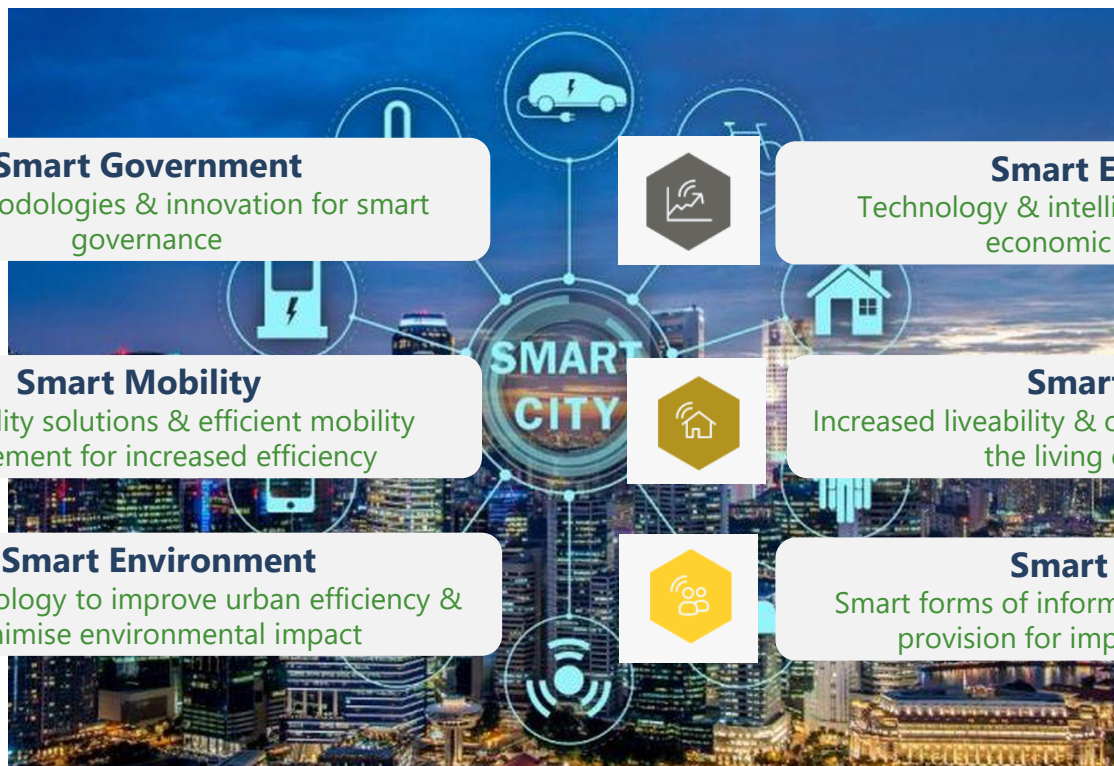 Smart Government
odologies & innovation for smart
governance
Smart E
Technology & intelli
economic
SMART
CITY
Smart Mobility
lity solutions & efficient mobility
ement for increased efficiency
Smart
Increased liveability & c
the living
Smart Environment
ology to improve urban efficiency &
nimise environmental impact
Smart
Smart forms of inform
provision for imp